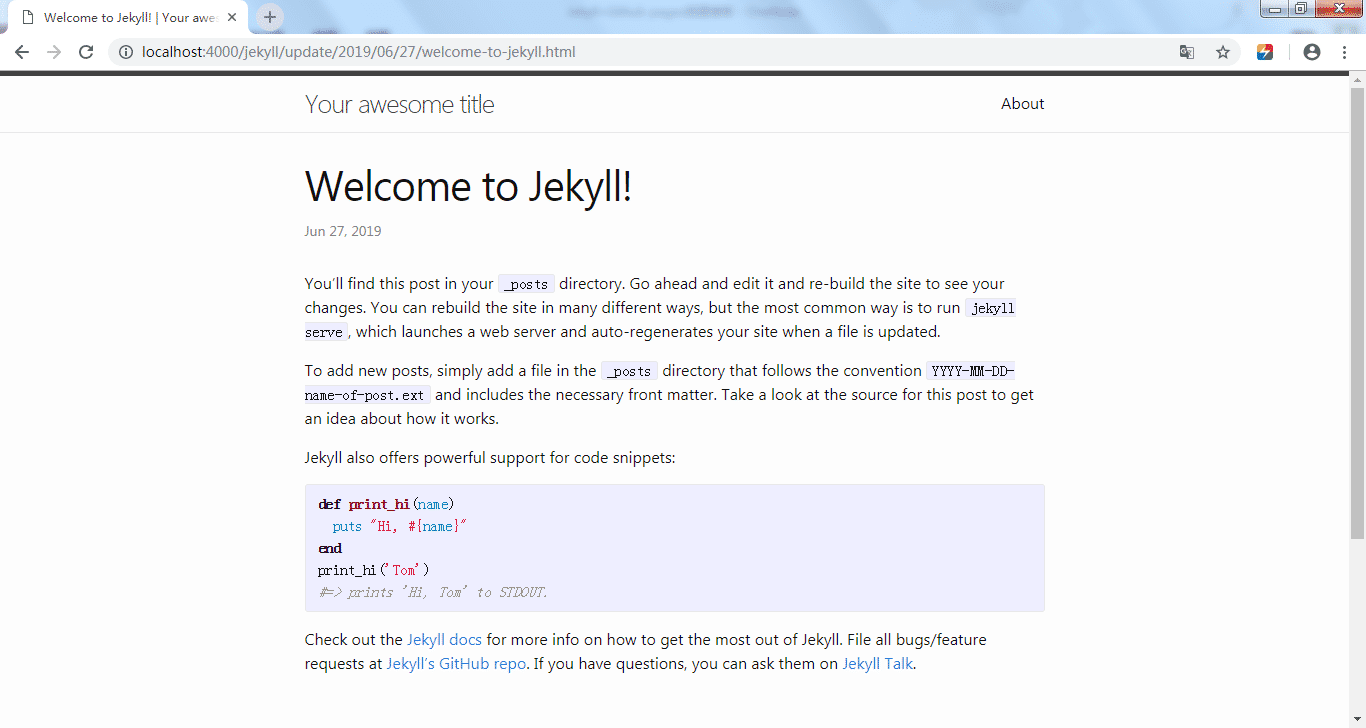 Welcome to Jekyll! | Your awe
localhost:4000/jekyll/update/2019/06/27/welcome-to-jekyll.html
Your awesome title
About
Welcome to Jekyll!
Jun 27, 2019
You’ll find this post in your _posts directory. Go ahead and edit it and re-build the site to see your
changes. You can rebuild the site in many different ways, but the most common way is to run jekyll
serve, which launches a web server and auto-regenerates your site when a file is updated.
To add new posts, simply add a file in the _posts directory that follows the convention YYYY-MM-DD-
name-of-post.ext and includes the necessary front matter. Take a look at the source for this post to get
an idea about how it works.
Jekyll also offers powerful support for code snippets:
def print_hi(name)
  puts "Hi, #{name}"
end
print_hi('Tom')
#=> prints 'Hi, Tom' to STDOUT.
Check out the Jekyll docs for more info on how to get the most out of Jekyll. File all bugs/feature
requests at Jekyll’s GitHub repo. If you have questions, you can ask them on Jekyll Talk.